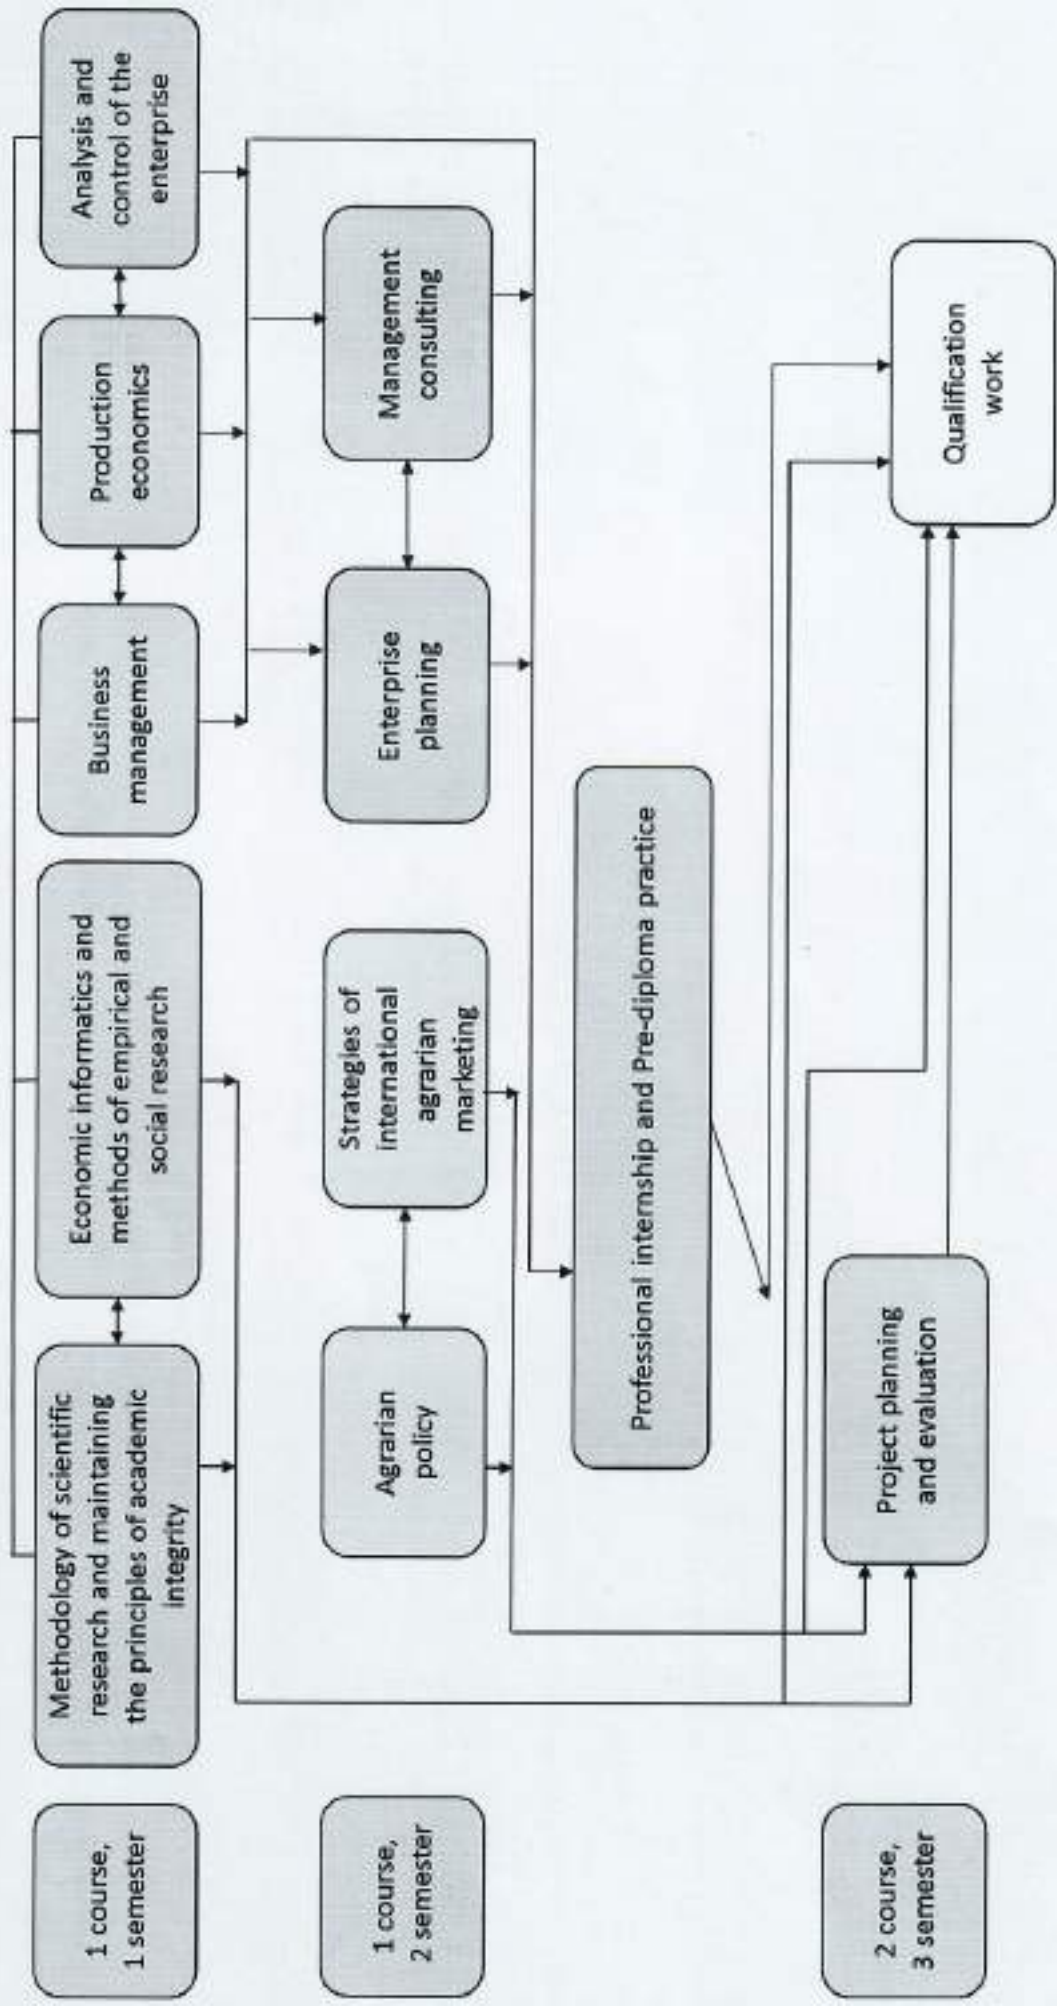 1 course,
1 semester
Methodology of scientific
research and maintaining
the principles of academic
integrity
Economic informatics and
methods of empirical and
social research
Business
management
Production
economics
Analysis and
control of the
enterprise
1 course,
2 semester
Agrarian
policy
Strategies of
international
agrarian
marketing
Enterprise
planning
Management
consulting
Professional internship and Pre-diploma practice
2 course,
3 semester
Project planning
and evaluation
Qualification
work